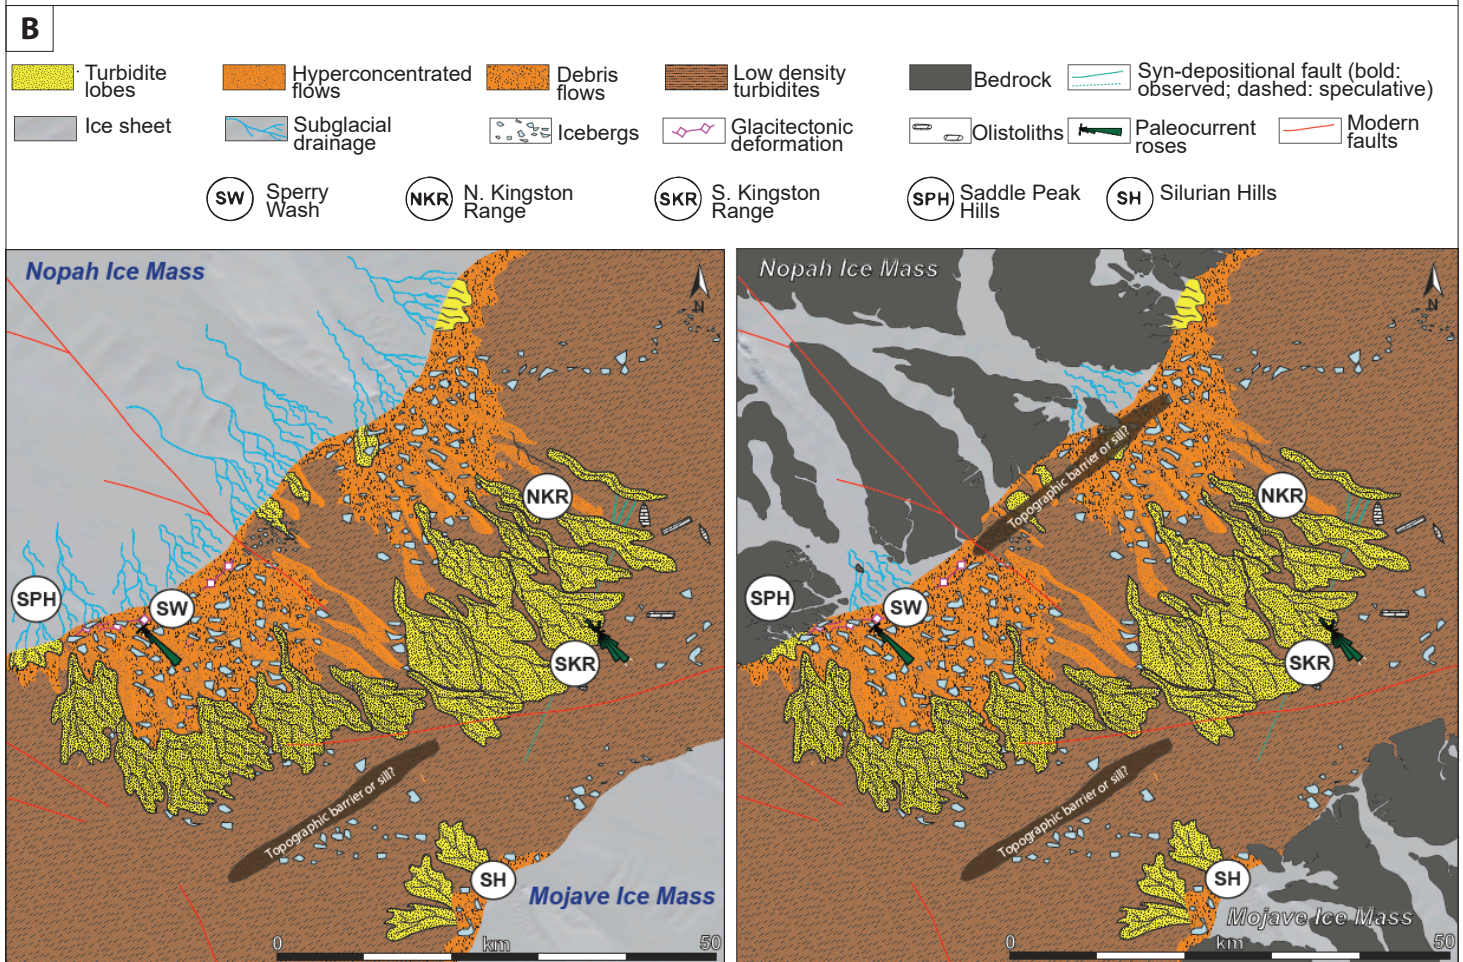 B
Turbidite
lobes
Hyperconcentrated
flows
Debris
flows
Low density
turbidites
Bedrock
Syn-depositional fault (bold:
observed; dashed: speculative)
Ice sheet
Subglacial
drainage
Icebergs
Glacitectonic
deformation
Olistoliths
Paleocurrent
roses
Modern
faults
SW
Sperry
Wash
NKR
N. Kingston
Range
SKR
S. Kingston
Range
SPH
Saddle Peak
Hills
SH
Silurian Hills
Nopah Ice Mass
N
NKR
SPH
SW
SKR
Topographic barrier or sill?
SH
Mojave Ice Mass
0 km 50
Nopah Ice Mass
N
Topographic barrier or sill?
NKR
SPH
SW
SKR
Topographic barrier or sill?
SH
Mojave Ice Mass
0 km 50